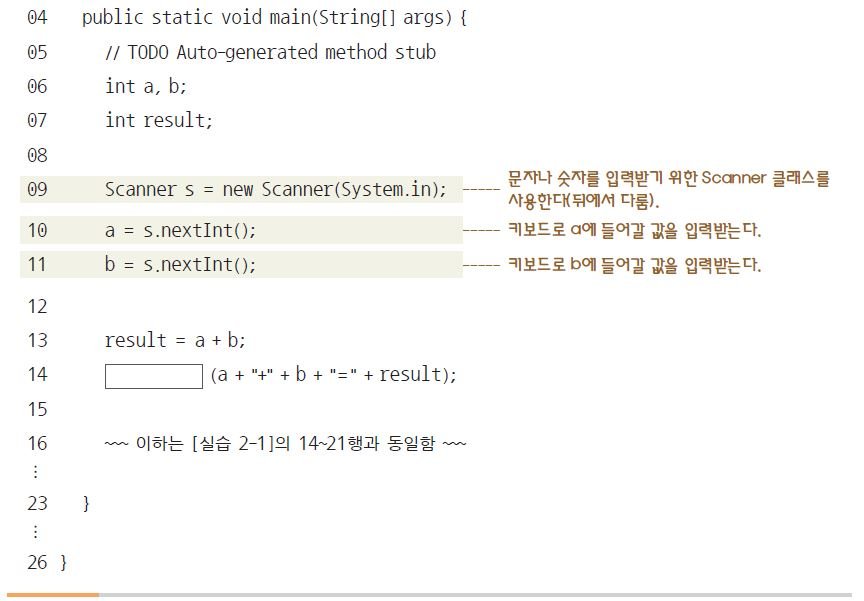 04 public static void main(String[] args) {
05 // TODO Auto-generated method stub
06 int a, b;
07 int result;
08
09 Scanner s = new Scanner(System.in); ----- 문자나 숫자를 입력받기 위한 Scanner 클래스를
사용한다(뒤에서 다룸).
10 a = s.nextInt(); ----- 키보드로 a에 들어갈 값을 입력받는다.
11 b = s.nextInt(); ----- 키보드로 b에 들어갈 값을 입력받는다.
12
13 result = a + b;
14 (a + "+" + b + "=" + result);
15
16 ~~~ 이하는 [실습 2-1]의 14~21행과 동일함 ~~~
⋮
23 }
⋮
26 }